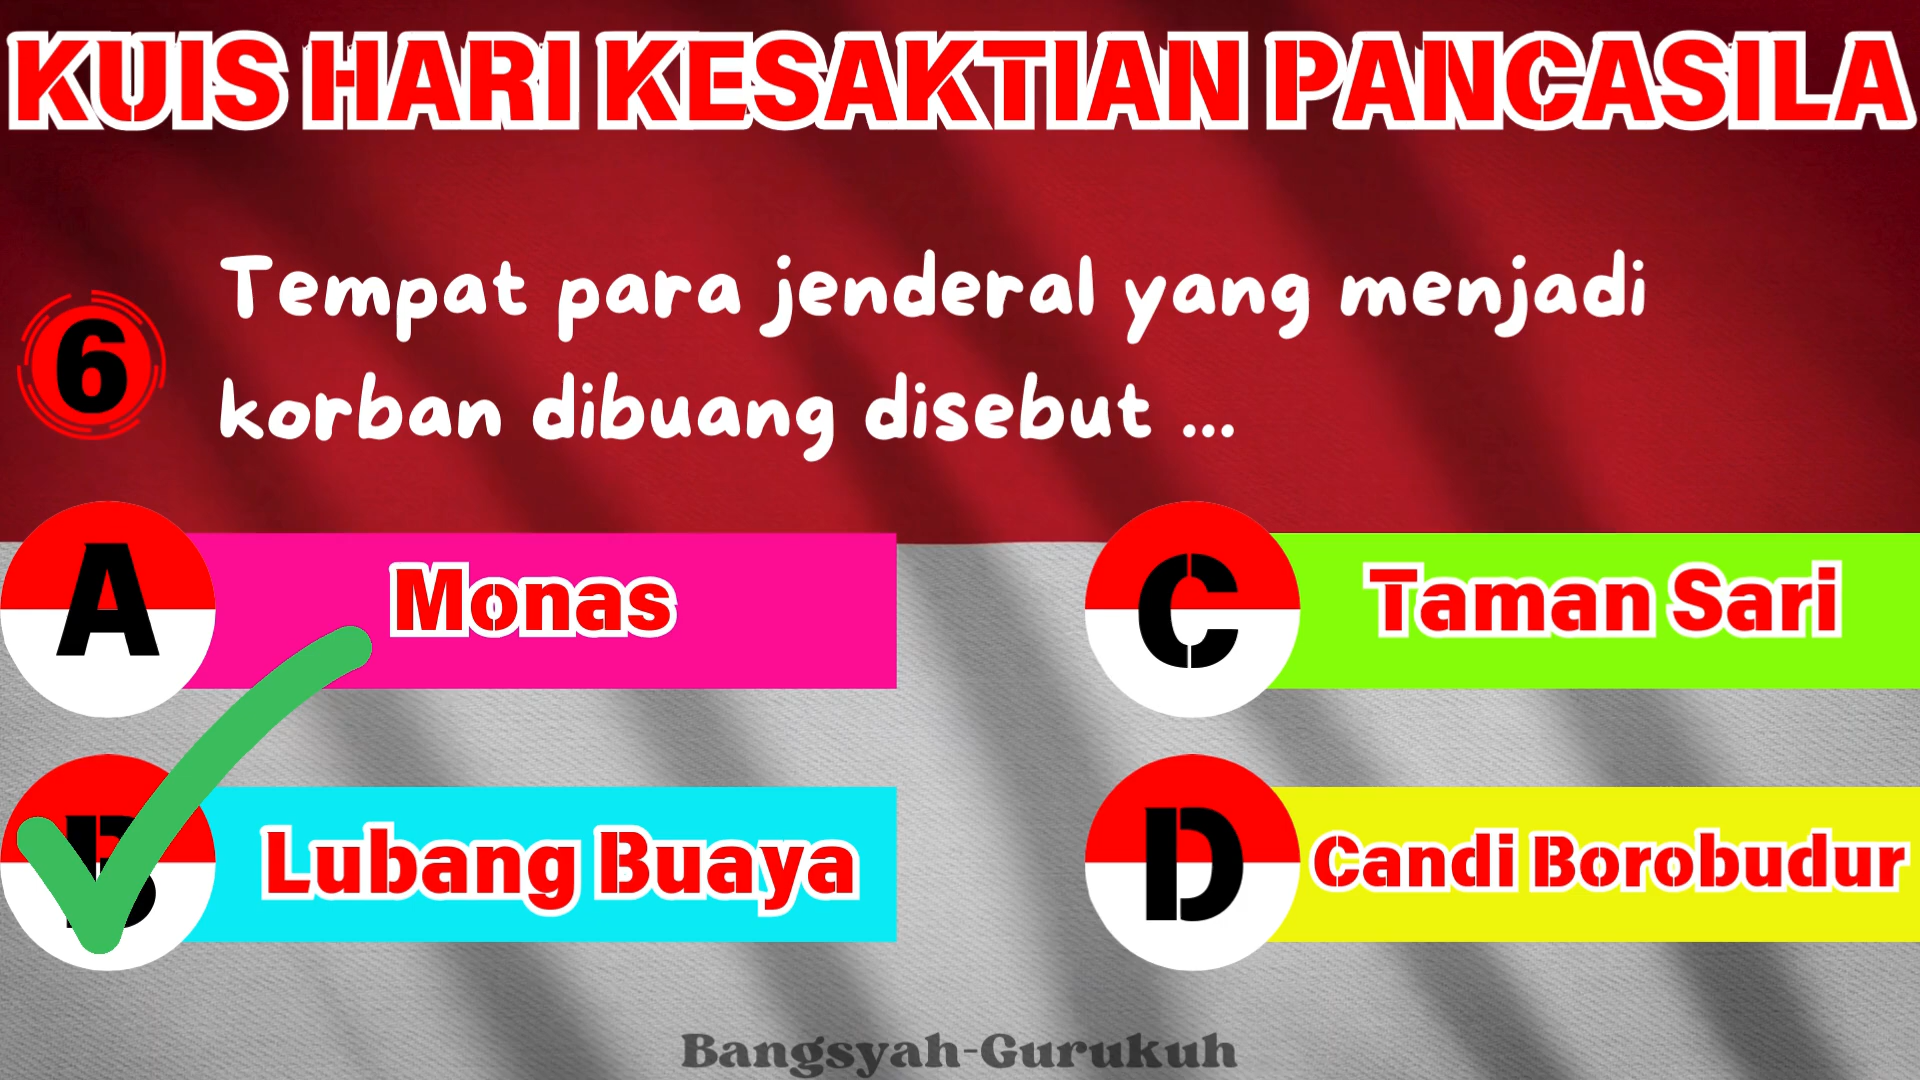 KUIS HARI KESAKTIAN PANCASILA
6
Tempat para jenderal yang menjadi
korban dibuang disebut ...
A Monas
B Lubang Buaya
C Taman Sari
D Candi Borobudur
Bangsyah-Gurukuh